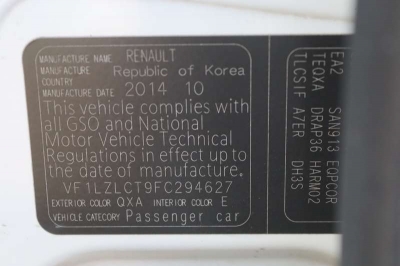 MANUFACTURE NAME RENAULT
MANUFACTURE COUNTRY Republic of Korea
MANUFACTURE DATE 2014 10
This vehicle complies with
all GSO and National
Motor Vehicle Technical
Regulations in effect up to
the date of manufacture.
VF1LZLCT9FC294627
EXTERIOR COLOR QXA INTERIOR COLOR E
VEHICLE CATEGORY Passenger car
EA2 SAN913 EQPCOR
TEQXA DRAP36 HARM02
TLCSIF A7ER DH3S